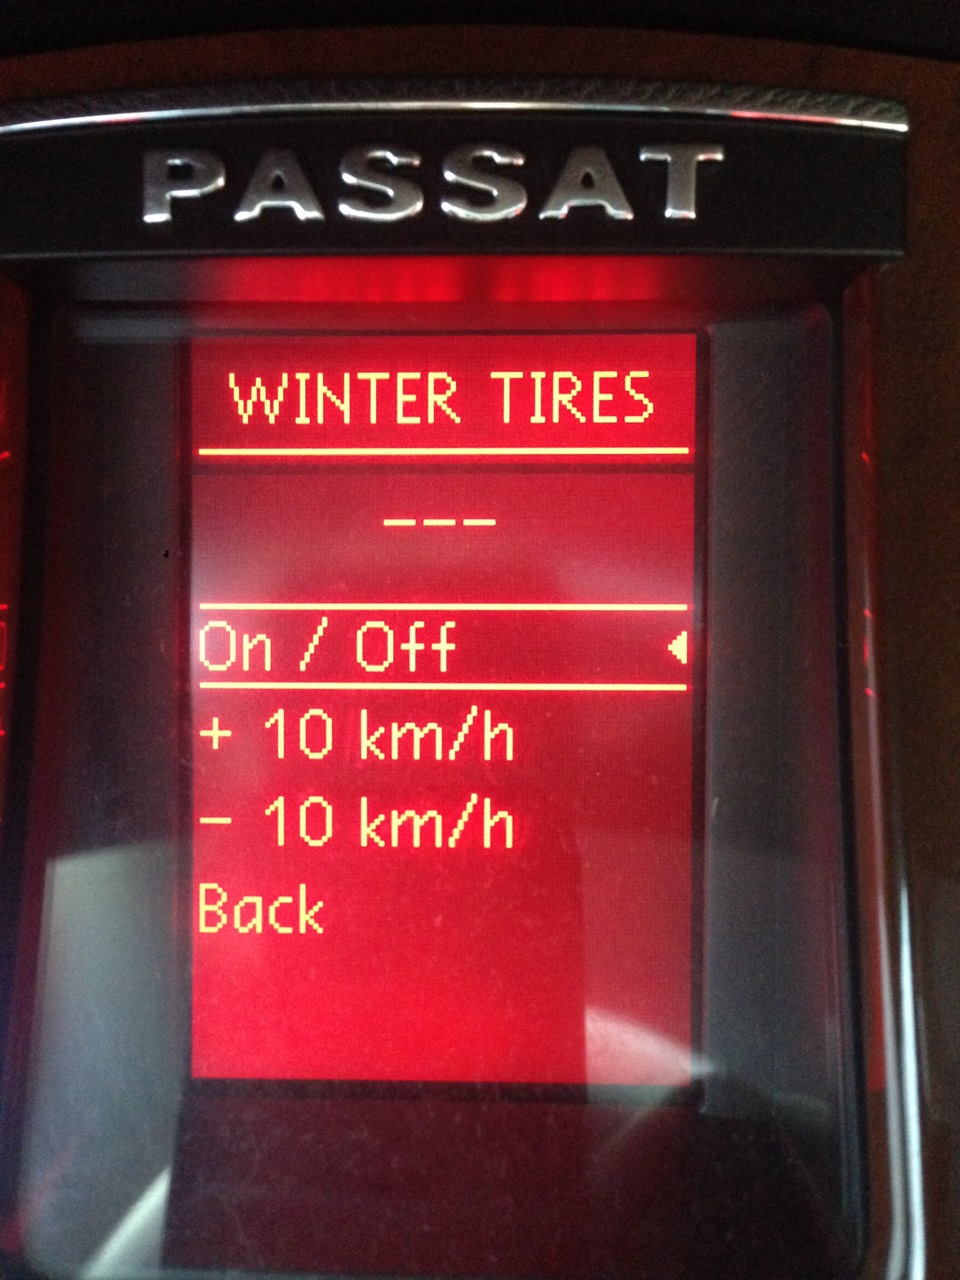 PASSAT
WINTER TIRES
---
On / Off
+ 10 km/h
- 10 km/h
Back